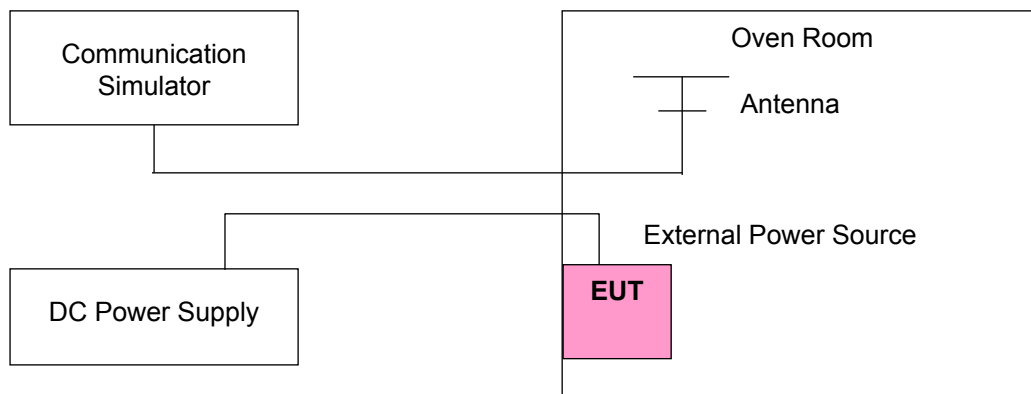 Communication
Simulator
Oven Room
Antenna
External Power Source
DC Power Supply
EUT